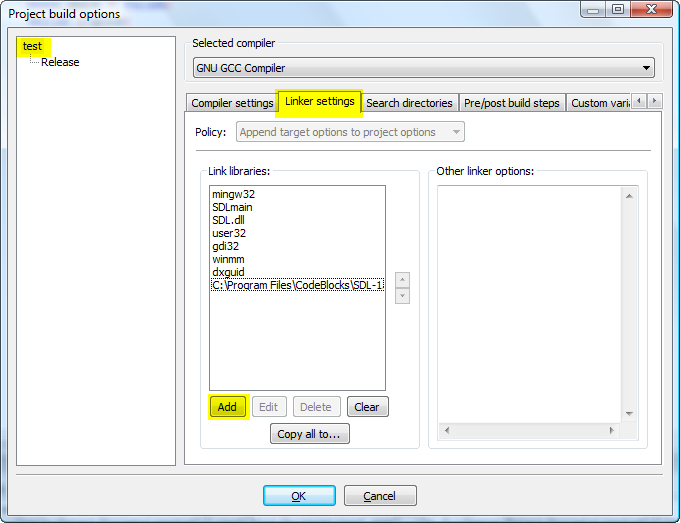 Project build options
test
Release
Selected compiler
GNU GCC Compiler
Compiler settings Linker settings Search directories Pre/post build steps Custom varia
Policy: Append target options to project options
Link libraries:
mingw32
SDLmain
SDL.dll
user32
gdi32
winmm
dxguid
C:\Program Files\CodeBlocks\SDL-1.
Other linker options:
Add Edit Delete Clear
Copy all to...
OK Cancel